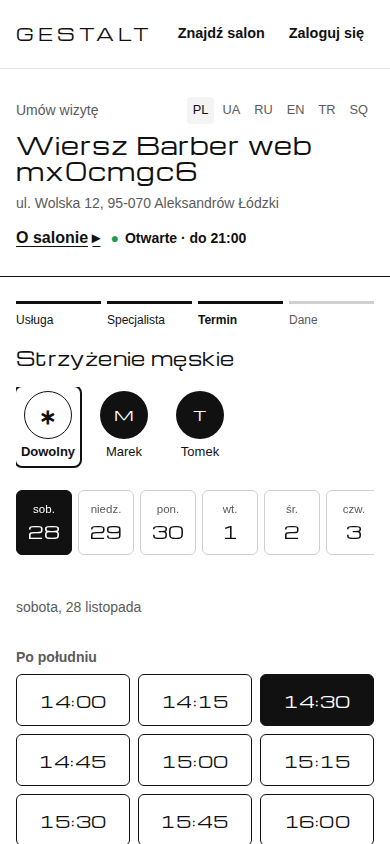 GESTALT Znajdź salon Zaloguj się
Umów wizytę PL UA RU EN TR SQ
Wiersz Barber web
mx0cmgc6
ul. Wolska 12, 95-070 Aleksandrów Łódzki
O salonie ▸ ● Otwarte · do 21:00
Usługa Specjalista Termin Dane
Strzyżenie męskie
* M T
Dowolny Marek Tomek
sob. niedz. pon. wt. śr. czw.
28 29 30 1 2 3
sobota, 28 listopada
Po południu
14:00 14:15 14:30
14:45 15:00 15:15
15:30 15:45 16:00